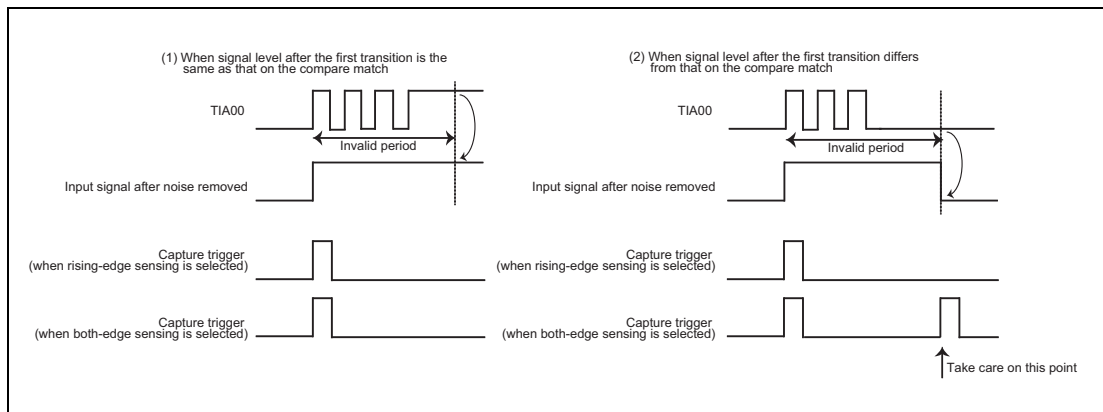 (1) When signal level after the first transition is the
same as that on the compare match
TIA00
Invalid period
Input signal after noise removed
Capture trigger
(when rising-edge sensing is selected)
Capture trigger
(when both-edge sensing is selected)
(2) When signal level after the first transition differs
from that on the compare match
TIA00
Invalid period
Input signal after noise removed
Capture trigger
(when rising-edge sensing is selected)
Capture trigger
(when both-edge sensing is selected)
Take care on this point